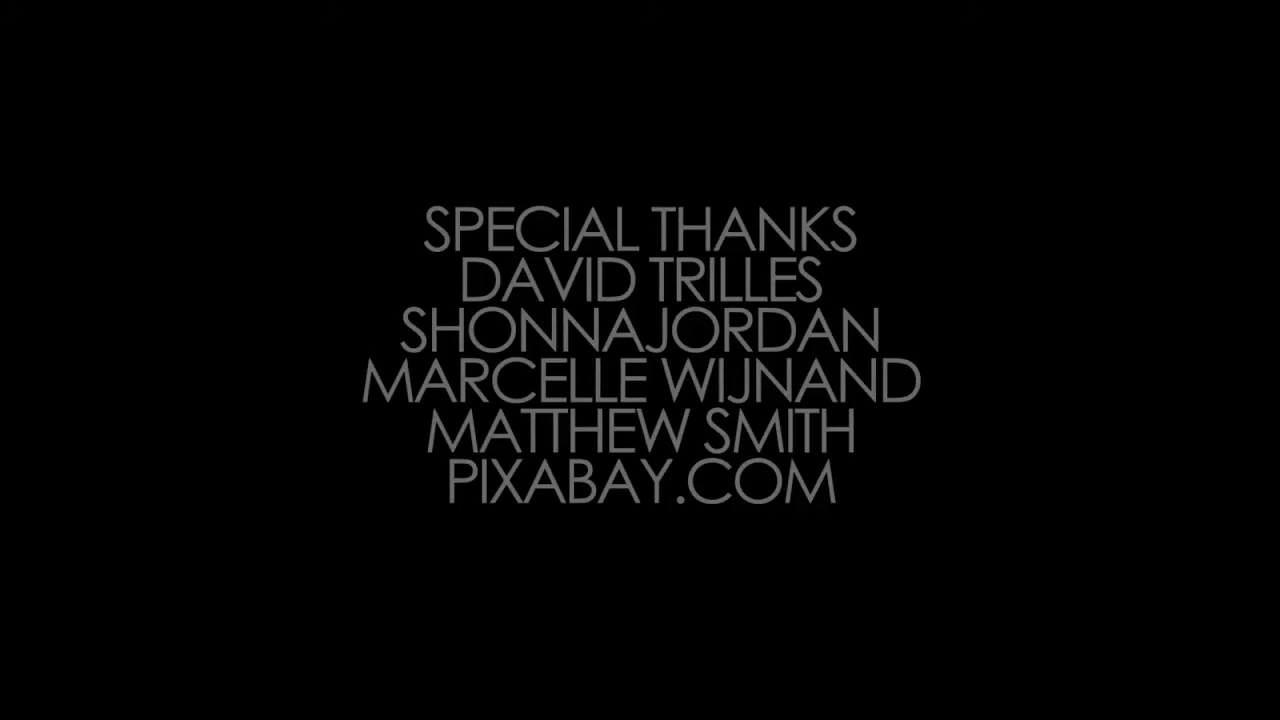 SPECIAL THANKS
DAVID TRILLES
SHONNAJORDAN
MARCELLE WIJNAND
MATTHEW SMITH
PIXABAY.COM